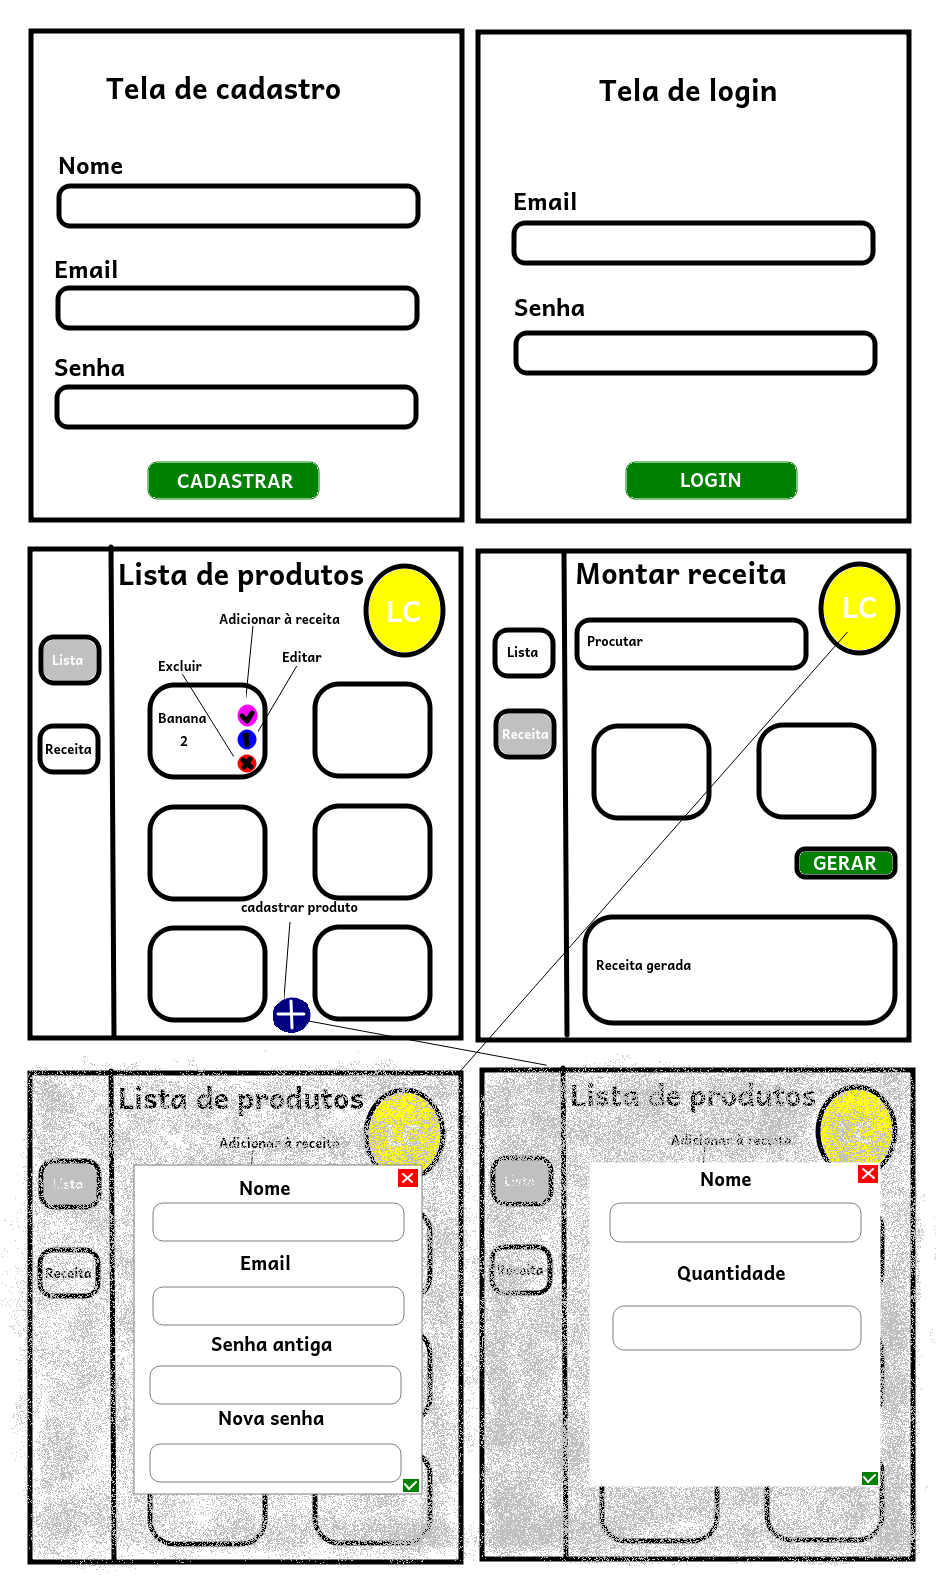 Tela de cadastro
Nome
Email
Senha
CADASTRAR
Tela de login
Email
Senha
LOGIN
Lista de produtos
LC
Adicionar à receita
Editar
Excluir
Lista
Receita
Banana
2
cadastrar produto
Montar receita
LC
Procutar
Lista
Receita
GERAR
Receita gerada
Lista de produtos
Adicionar à receita
Lista
Receita
Nome
Email
Senha antiga
Nova senha
Lista de produtos
Adicionar à receita
Lista
Receita
Nome
Quantidade